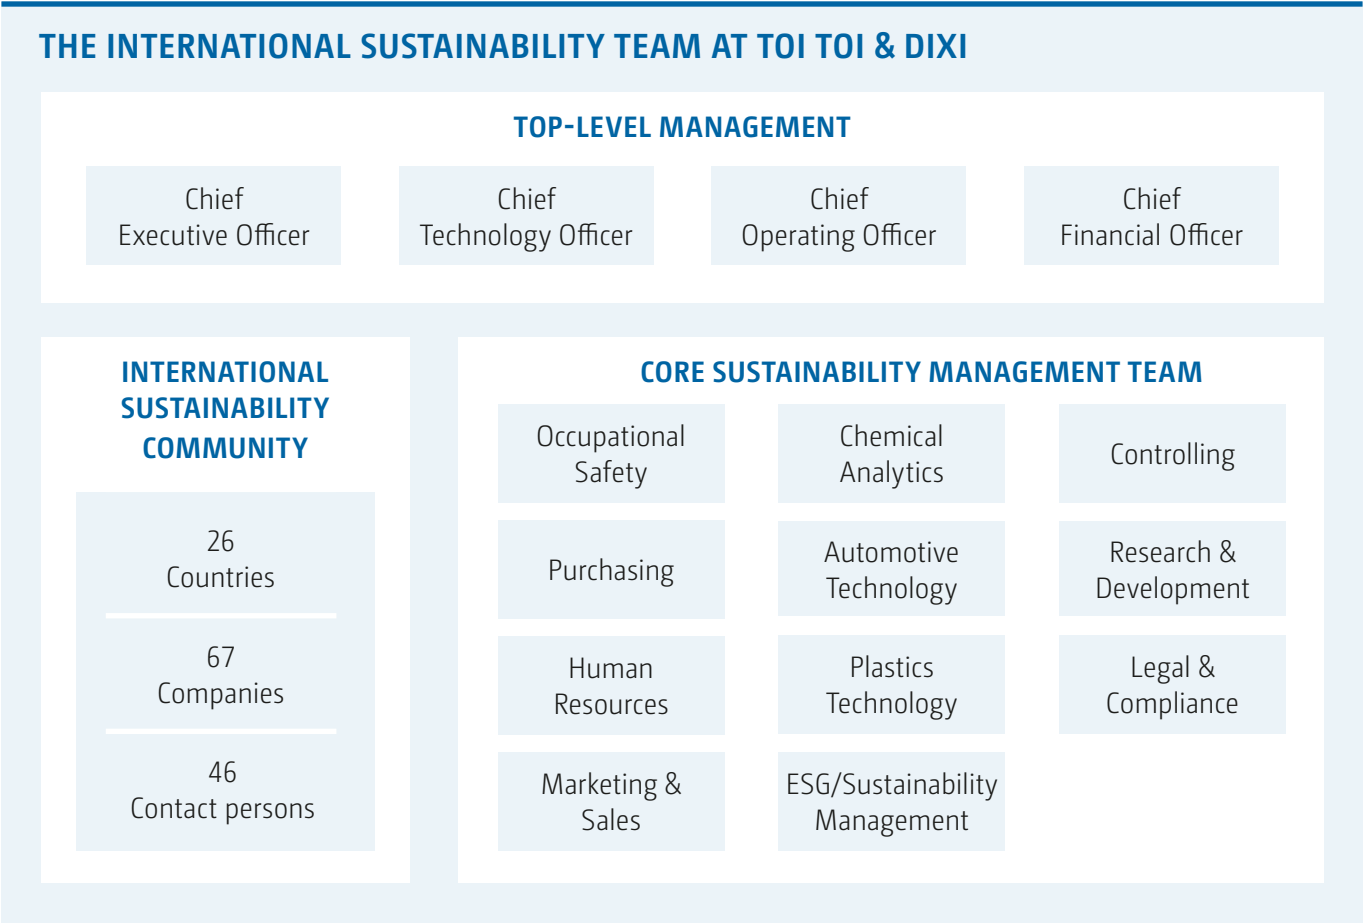 THE INTERNATIONAL SUSTAINABILITY TEAM AT TOI TOI & DIXI
TOP-LEVEL MANAGEMENT
Chief
Executive Officer
Chief
Technology Officer
Chief
Operating Officer
Chief
Financial Officer
INTERNATIONAL
SUSTAINABILITY
COMMUNITY
26
Countries
67
Companies
46
Contact persons
CORE SUSTAINABILITY MANAGEMENT TEAM
Occupational
Safety
Chemical
Analytics
Controlling
Purchasing
Automotive
Technology
Research &
Development
Human
Resources
Plastics
Technology
Legal &
Compliance
Marketing &
Sales
ESG/Sustainability
Management